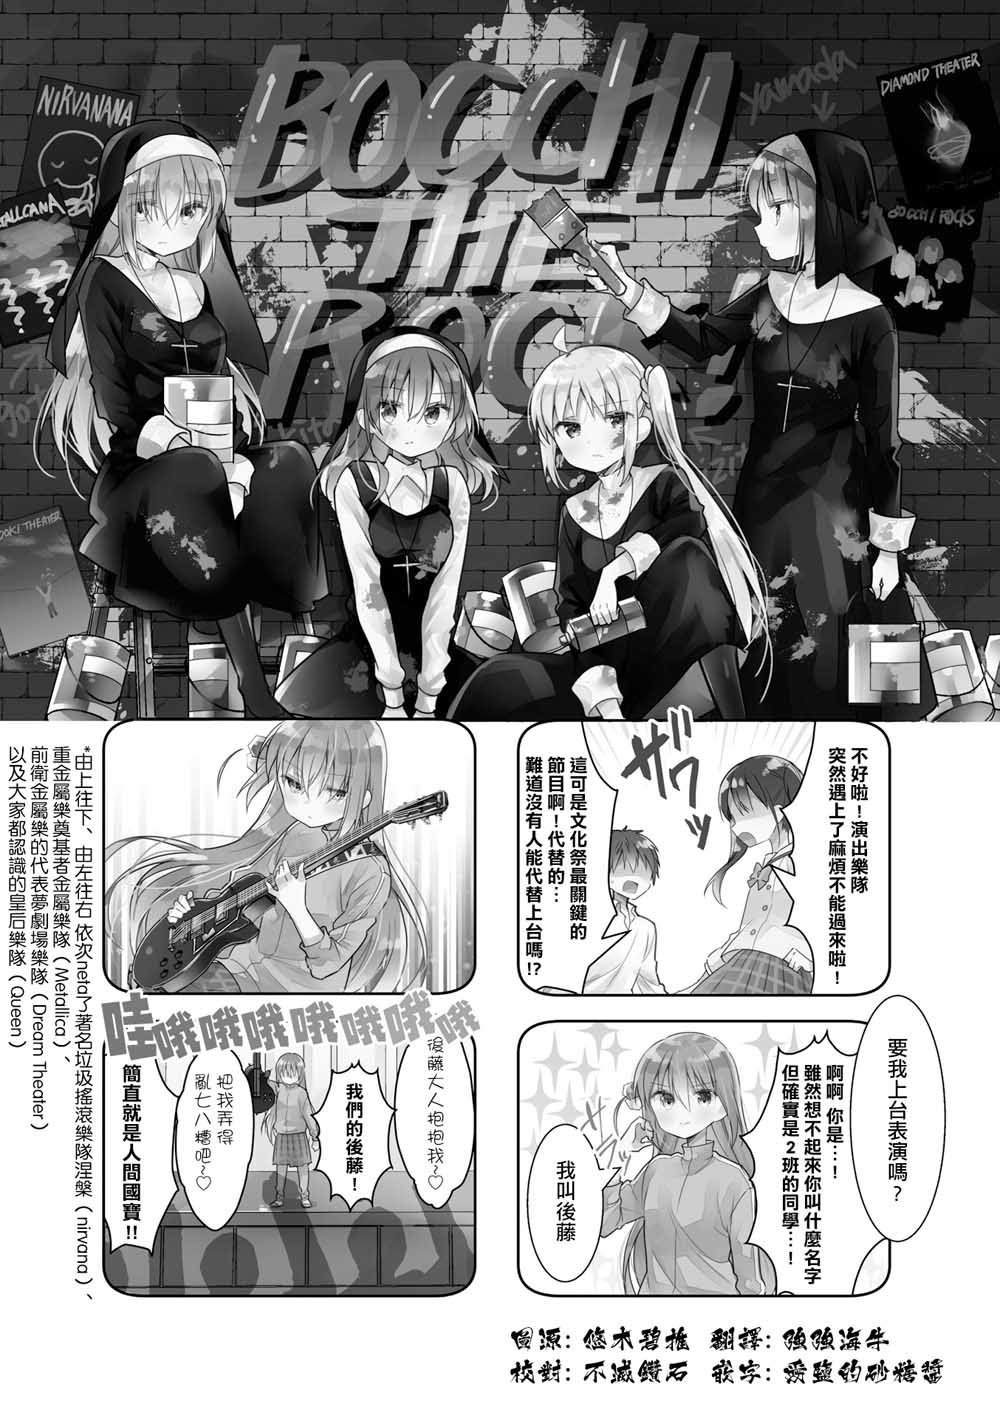 BOCCHI
THE
ROCK!
NIRVANANA
TALLCANA
???
???
OOKI THEATER
yamada
DIAMOND THEATER
BOCCHI ROCKS
kita
不好啦!演出樂隊
突然遇上了麻煩不能過來啦!
ザワ
這可是文化祭最關鍵的
節目啊!代替的…
難道沒有人能代替上台嗎!?
要我上台表演嗎?
啊啊 你是…!
雖然想不起來你叫什麼名字
但確實是2班的同學…!
我叫後藤
哇哦哦哦哦哦哦哦
後藤大人抱抱我~♡
我們的後藤!
把我弄得
亂七八糟吧~♡
簡直就是人間國寶!!
*由上往下、由左往右 依次neta了著名垃圾搖滾樂隊涅槃(nirvana)、
重金屬樂奠基者金屬樂隊(Metallica)、
前衛金屬樂的代表夢劇場樂隊(Dream Theater)
以及大家都認識的皇后樂隊(Queen)
圖源: 悠木碧推 翻譯: 強強海牛
校對: 不滅鑽石 嵌字: 愛鹽的砂糖醬